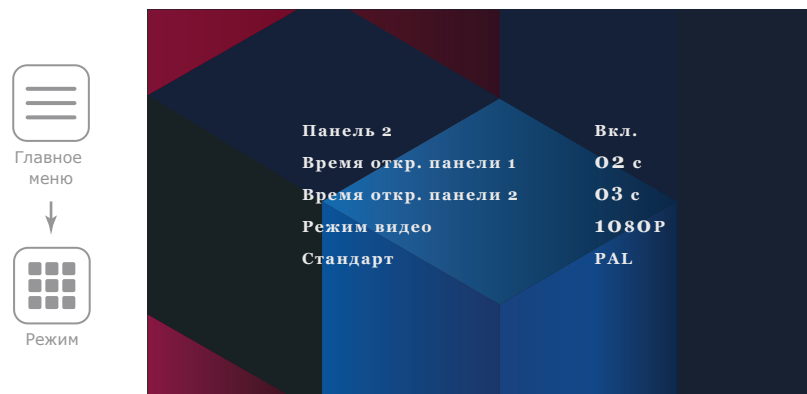 Главное
меню
Режим
Панель 2 Вкл.
Время откр. панели 1 02 с
Время откр. панели 2 03 с
Режим видео 1080P
Стандарт PAL